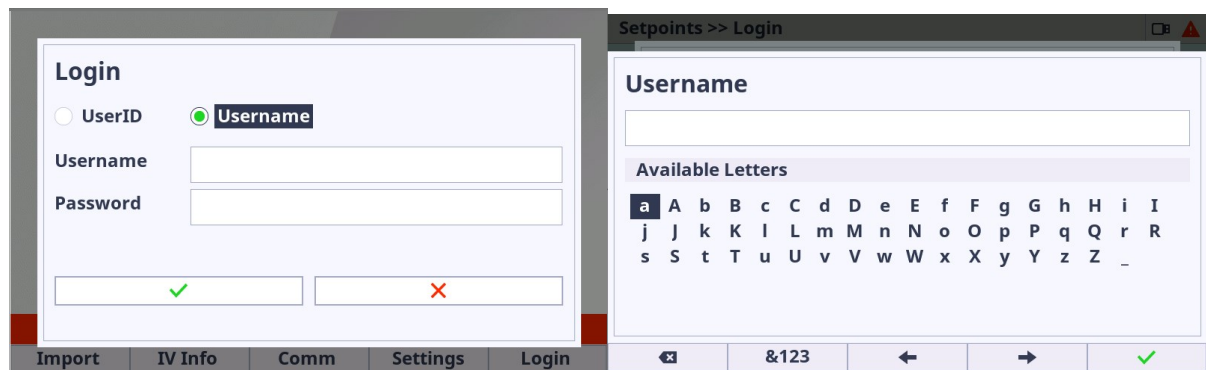 Login
UserID Username
Username
Password
Import IV Info Comm Settings Login
Setpoints >> Login
Username
Available Letters
a A b B c C d D e E f F g G h H i I
j J k K l L m M n N o O p P q Q r R
s S t T u U v V w W x X y Y z Z _
&123